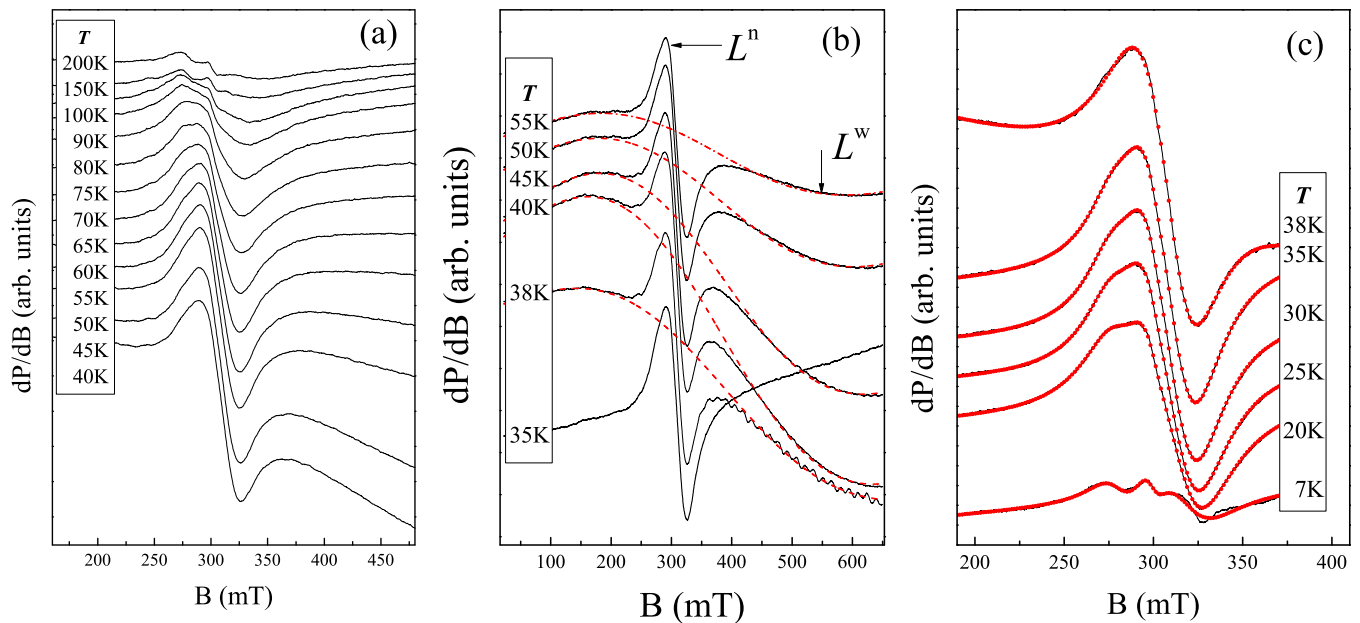 (a)
T
200K
150K
100K
90K
80K
75K
70K
65K
60K
55K
50K
45K
40K
dP/dB (arb. units)
200 250 300 350 400 450
B (mT)
(b)
Lⁿ
Lʷ
T
55K
50K
45K
40K
38K
35K
dP/dB (arb. units)
100 200 300 400 500 600
B (mT)
(c)
T
38K
35K
30K
25K
20K
7K
dP/dB (arb. units)
200 250 300 350 400
B (mT)